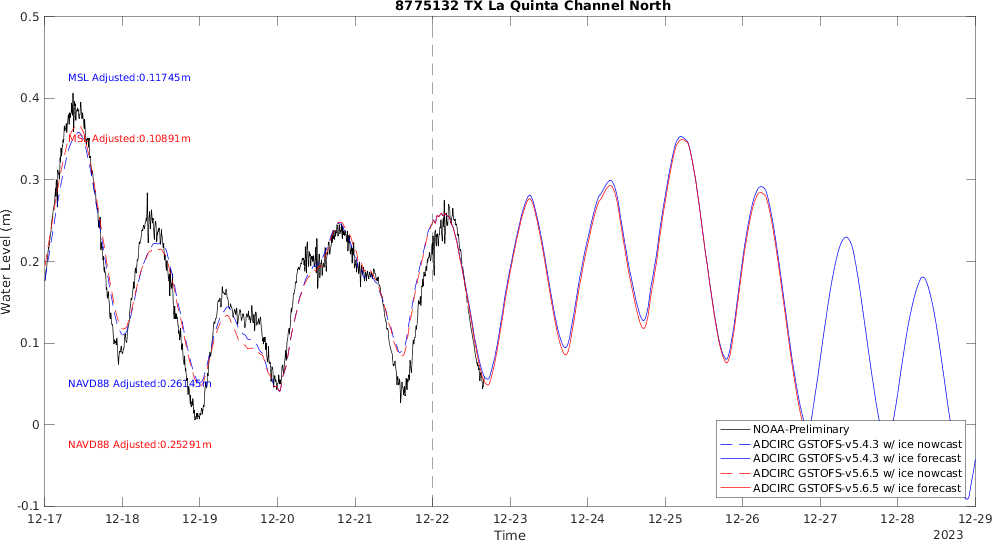 8775132 TX La Quinta Channel North
0.5
MSL Adjusted:0.11745m
0.4
MSL Adjusted:0.10891m
0.3
Water Level (m)
0.2
0.1
NAVD88 Adjusted:0.26145m
0
NAVD88 Adjusted:0.25291m
NOAA-Preliminary
ADCIRC GSTOFS-v5.4.3 w/ ice nowcast
ADCIRC GSTOFS-v5.4.3 w/ ice forecast
ADCIRC GSTOFS-v5.6.5 w/ ice nowcast
ADCIRC GSTOFS-v5.6.5 w/ ice forecast
-0.1
12-17 12-18 12-19 12-20 12-21 12-22 12-23 12-24 12-25 12-26 12-27 12-28 12-29
Time
2023